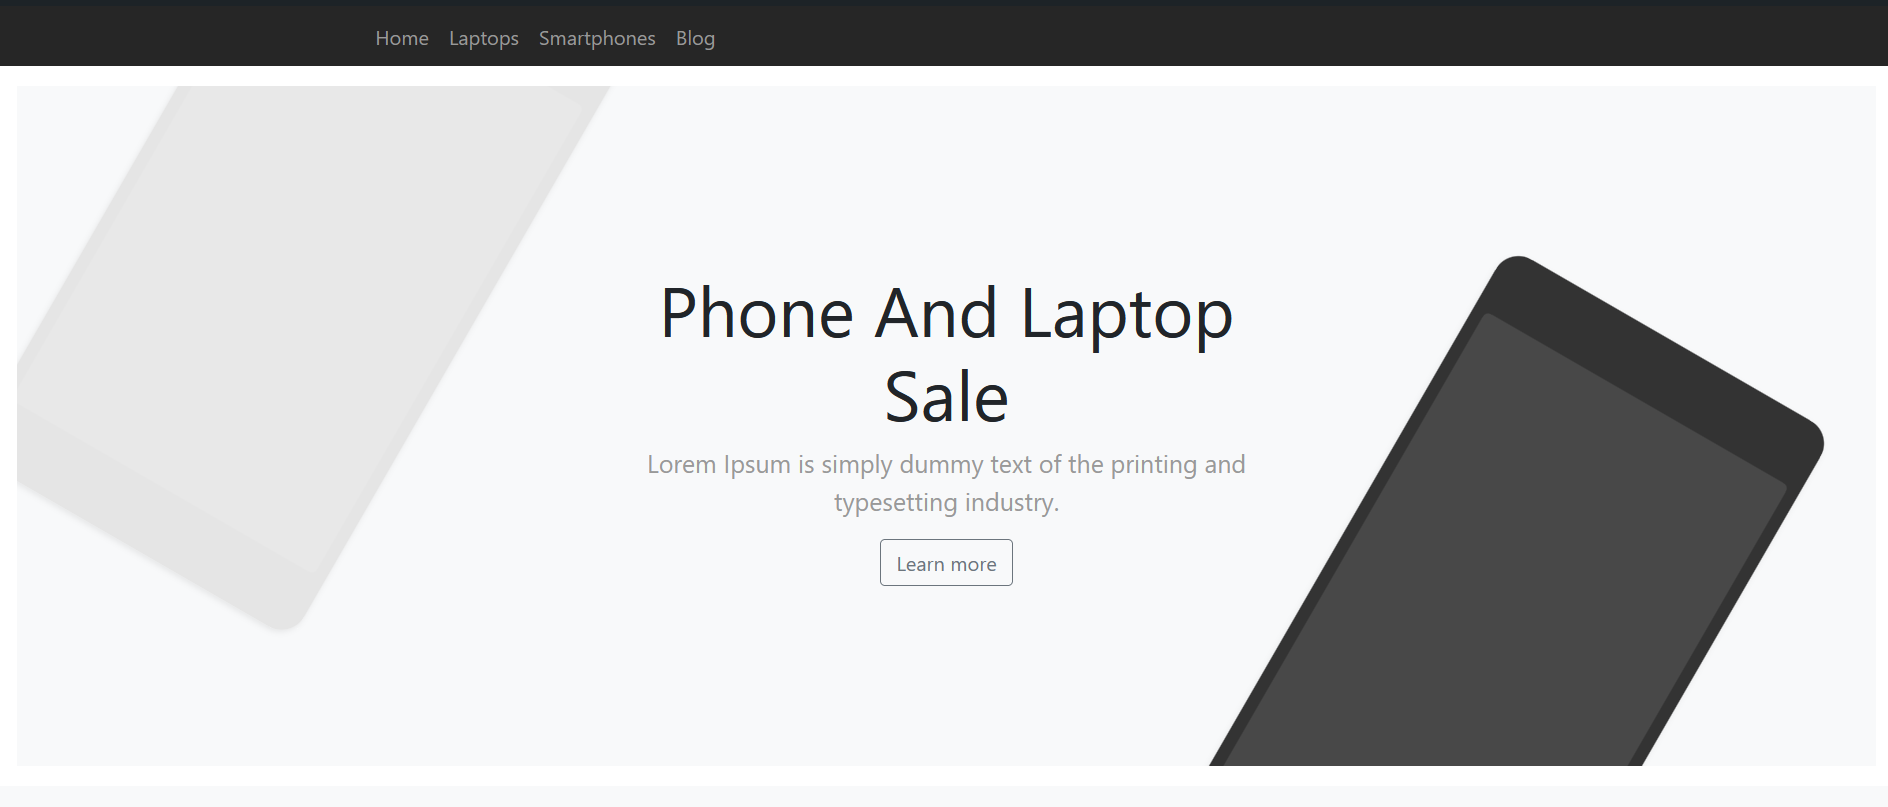 Home Laptops Smartphones Blog
Phone And Laptop
Sale
Lorem Ipsum is simply dummy text of the printing and
typesetting industry.
Learn more